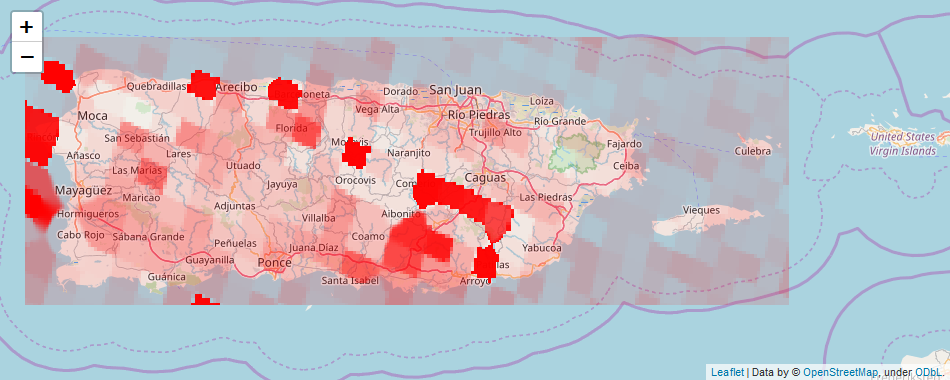 +
−
Quebradillas
Arecibo
Dorado
San Juan
Loíza
Moca
Vega Alta
Río Piedras
Río Grande
United States
Virgin Islands
San Sebastián
Florida
Trujillo Alto
Fajardo
Añasco
Lares
Naranjito
Culebra
Las Marías
Utuado
Ceiba
Mayagüez
Maricao
Jayuya
Orocovis
Caguas
Las Piedras
Hormigueros
Adjuntas
Villalba
Aibonito
Vieques
Cabo Rojo
Sábana Grande
Peñuelas
Juana Díaz
Coamo
Yabucoa
Guayanilla
Ponce
Guánica
Santa Isabel
Arroyo
Leaflet | Data by © OpenStreetMap, under ODbL.